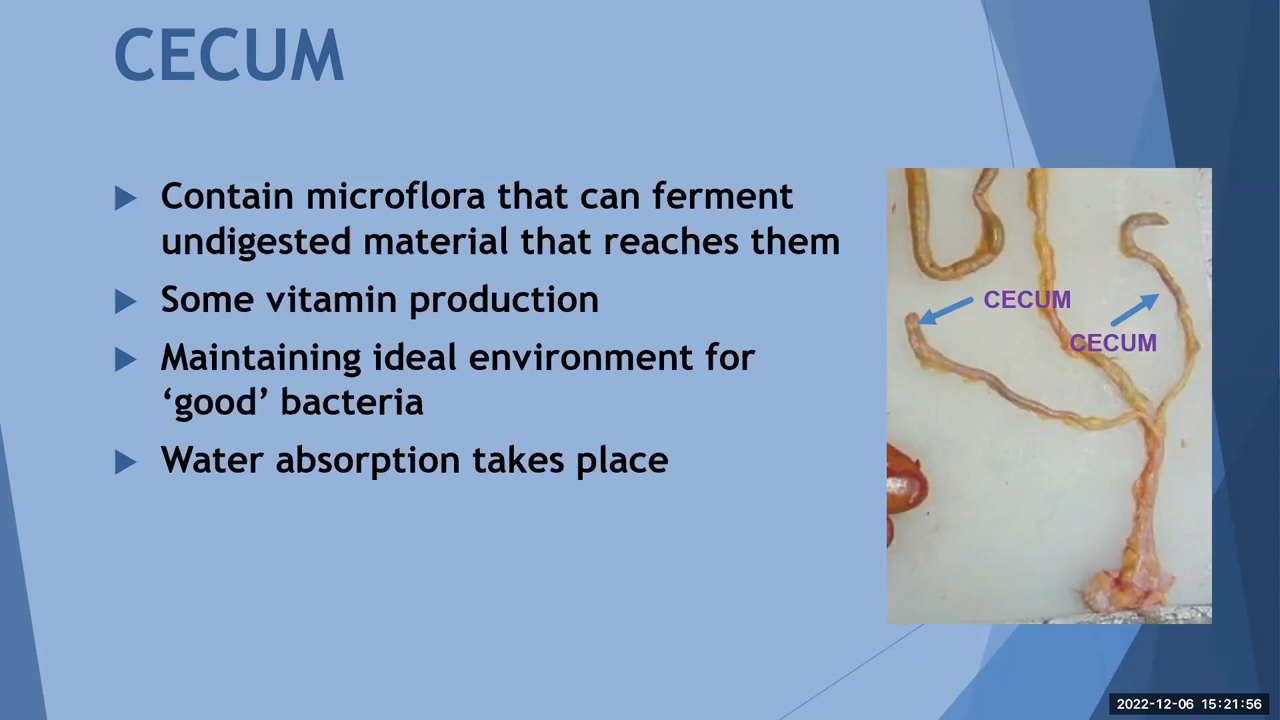 CECUM
Contain microflora that can ferment
undigested material that reaches them
Some vitamin production
Maintaining ideal environment for
‘good’ bacteria
Water absorption takes place
CECUM
CECUM
2022-12-06 15:21:56